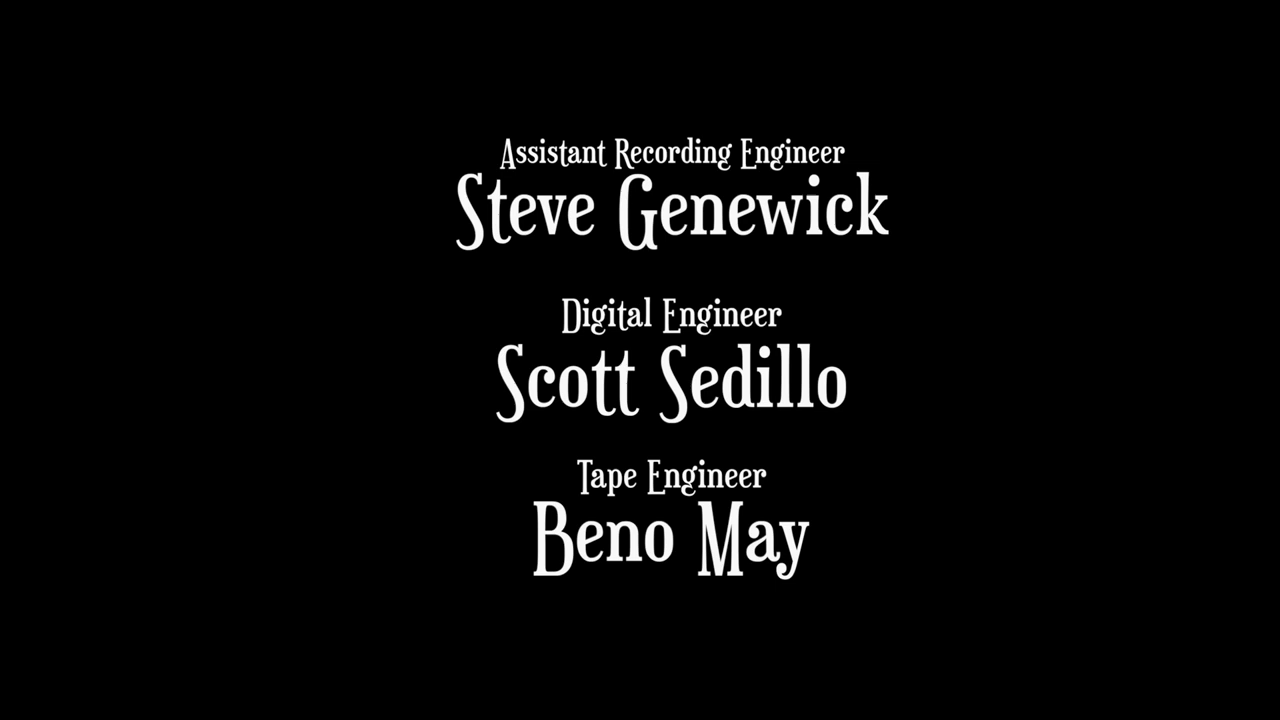 Assistant Recording Engineer
Steve Genewick
Digital Engineer
Scott Sedillo
Tape Engineer
Beno May